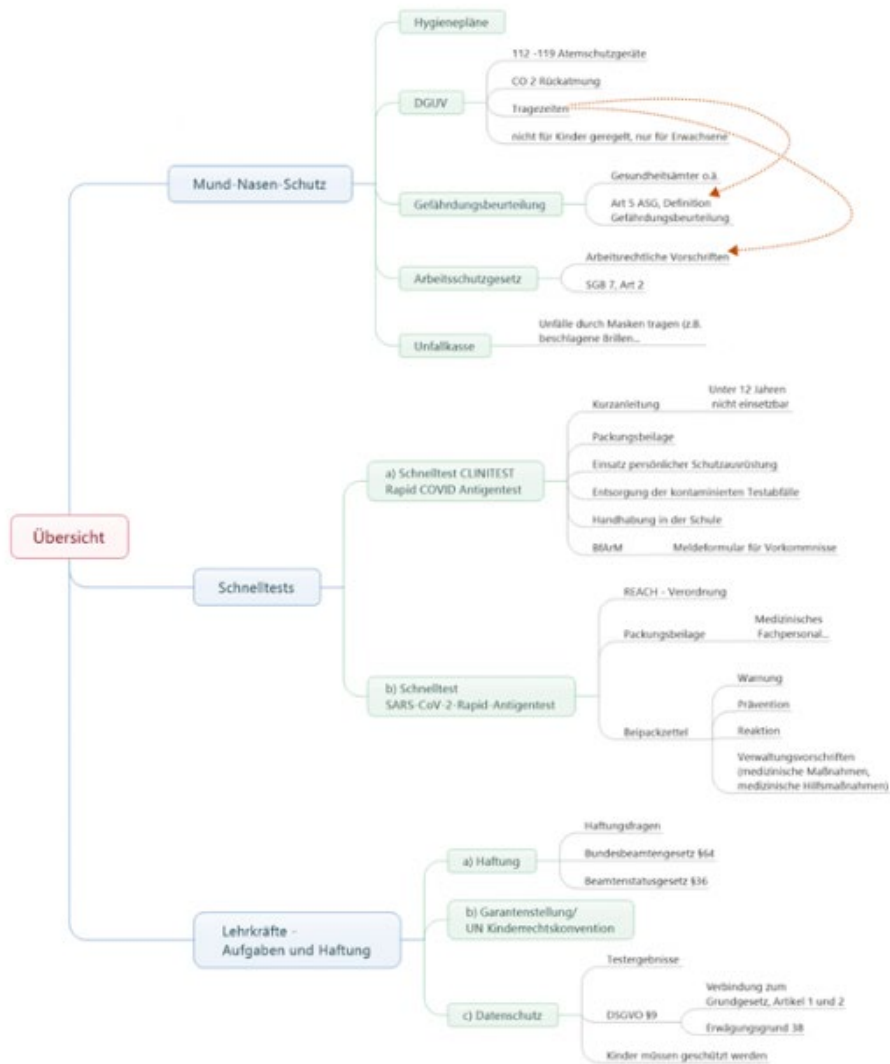 Übersicht
Mund-Nasen-Schutz
Hygienepläne
DGUV
112 -119 Atemschutzgeräte
CO 2 Rückatmung
Tragezeiten
nicht für Kinder geregelt, nur für Erwachsene
Gefährdungsbeurteilung
Gesundheitsämter o.ä.
Art 5 ASG, Definition
Gefährdungsbeurteilung
Arbeitsschutzgesetz
Arbeitsrechtliche Vorschriften
SGB 7, Art 2
Unfallkasse
Unfälle durch Masken tragen (z.B.
beschlagene Brillen...
Schnelltests
a) Schnelltest CLINITEST
Rapid COVID Antigentest
Kurzanleitung
Unter 12 Jahren
nicht einsetzbar
Packungsbeilage
Einsatz persönlicher Schutzausrüstung
Entsorgung der kontaminierten Testabfälle
Handhabung in der Schule
BfArM
Meldeformular für Vorkommnisse
b) Schnelltest
SARS-CoV-2-Rapid-Antigentest
REACH - Verordnung
Packungsbeilage
Medizinisches
Fachpersonal...
Beipackzettel
Warnung
Prävention
Reaktion
Verwaltungsvorschriften
(medizinische Maßnahmen,
medizinische Hilfsmaßnahmen)
Lehrkräfte -
Aufgaben und Haftung
a) Haftung
Haftungsfragen
Bundesbeamtengesetz §64
Beamtenstatusgesetz §36
b) Garantenstellung/
UN Kinderrechtskonvention
c) Datenschutz
Testergebnisse
DSGVO §9
Verbindung zum
Grundgesetz, Artikel 1 und 2
Erwägungsgrund 38
Kinder müssen geschützt werden